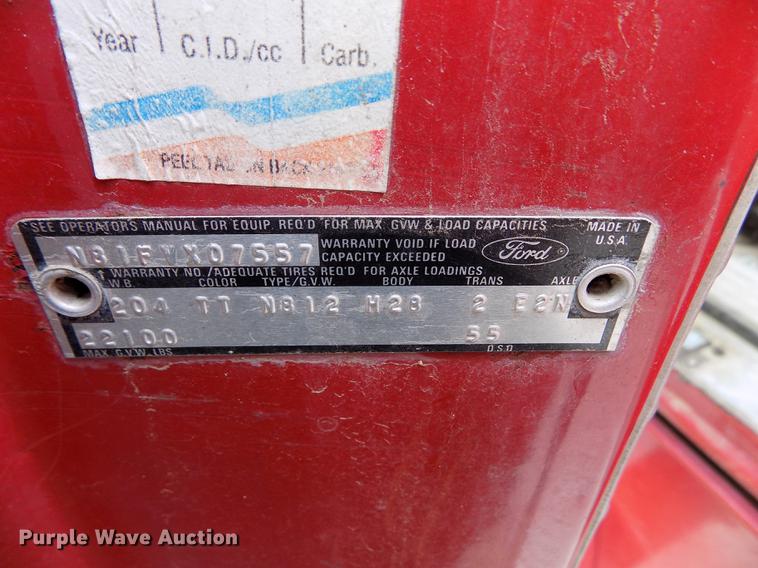 Year C.I.D./cc Carb.
PEEL TAB ON BACK
SEE OPERATORS MANUAL FOR EQUIP. REQ'D FOR MAX. GVW & LOAD CAPACITIES
MADE IN U.S.A.
N81FVX07557
WARRANTY VOID IF LOAD CAPACITY EXCEEDED
Ford
WARRANTY NO./ADEQUATE TIRES REQ'D FOR AXLE LOADINGS
W.B. COLOR TYPE/G.V.W. BODY TRANS AXLE
204 TT N812 H28 2 E2N
22100 55
MAX. G.V.W. LBS D.S.O.
Purple Wave Auction